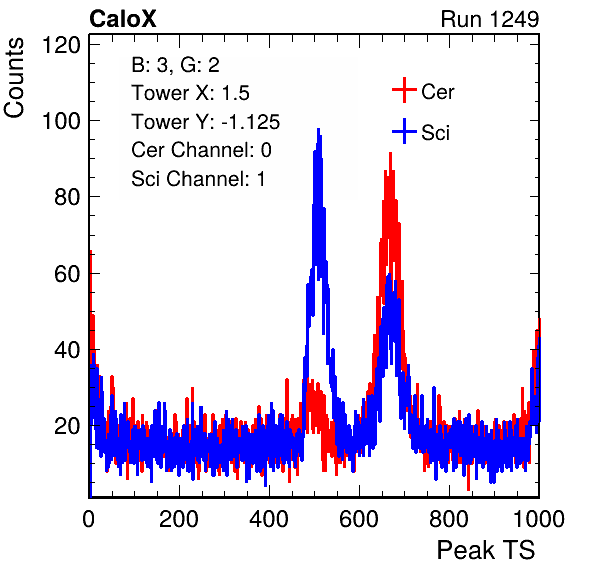 CaloX Run 1249
Counts
120
100
80
60
40
20
B: 3, G: 2
Tower X: 1.5
Tower Y: -1.125
Cer Channel: 0
Sci Channel: 1
Cer
Sci
0 200 400 600 800 1000
Peak TS